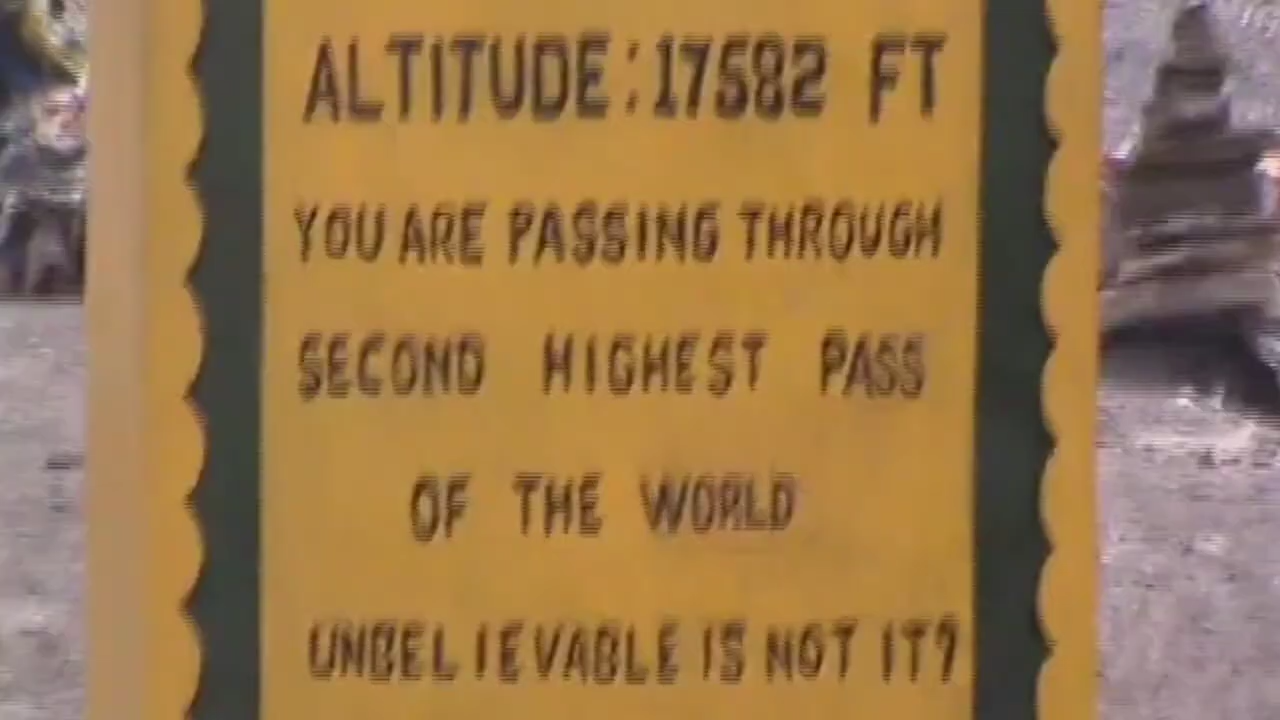 ALTITUDE:17582 FT
YOU ARE PASSING THROUGH
SECOND HIGHEST PASS
OF THE WORLD
UNBELIEVABLE IS NOT IT?